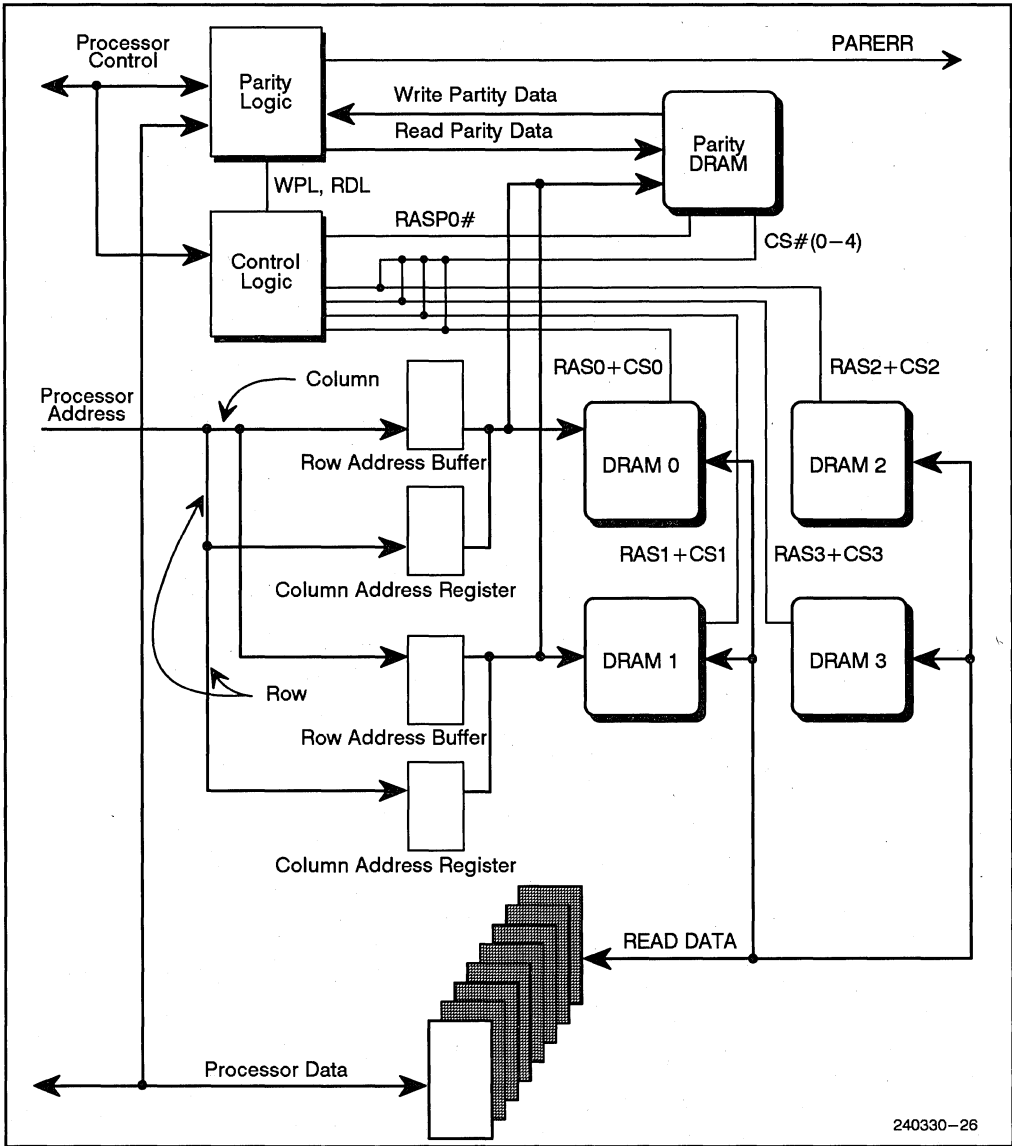 Processor
Control
Parity
Logic
PARERR
Write Partity Data
Read Parity Data
Parity
DRAM
WPL, RDL
RASP0#
CS#(0–4)
Control
Logic
RAS0+CS0
RAS2+CS2
Column
Processor
Address
Row Address Buffer
DRAM 0
DRAM 2
RAS1+CS1
RAS3+CS3
Column Address Register
DRAM 1
DRAM 3
Row
Row Address Buffer
Column Address Register
READ DATA
Processor Data
240330–26